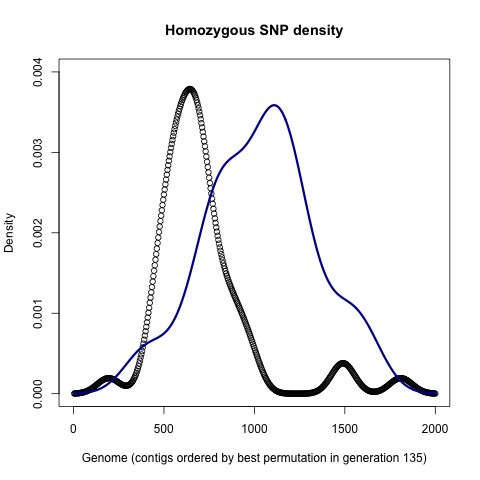 Homozygous SNP density
Density
0.004
0.003
0.002
0.001
0.000
0 500 1000 1500 2000
Genome (contigs ordered by best permutation in generation 135)